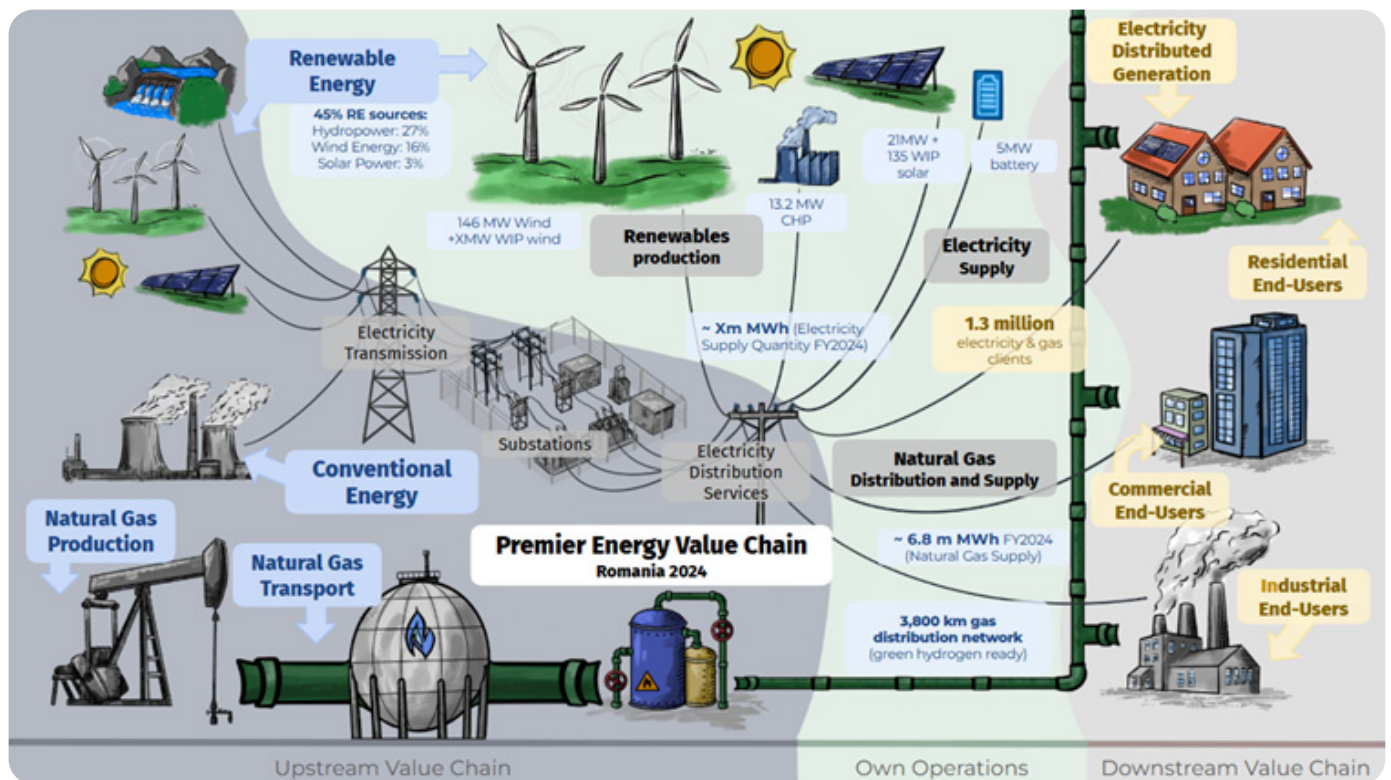 Renewable
Energy
45% RE sources:
Hydropower: 27%
Wind Energy: 16%
Solar Power: 3%
146 MW Wind
+XMW WIP wind
Renewables
production
13.2 MW
CHP
21MW +
135 WIP
solar
5MW
battery
Electricity
Supply
Electricity
Distributed
Generation
Residential
End-Users
Electricity
Transmission
~ Xm MWh (Electricity
Supply Quantity FY2024)
1.3 million
electricity & gas
clients
Substations
Electricity
Distribution
Services
Natural Gas
Distribution and Supply
Commercial
End-Users
Conventional
Energy
Natural Gas
Production
Natural Gas
Transport
Premier Energy Value Chain
Romania 2024
~ 6.8 m MWh FY2024
(Natural Gas Supply)
3,800 km gas
distribution network
(green hydrogen ready)
Industrial
End-Users
Upstream Value Chain
Own Operations
Downstream Value Chain